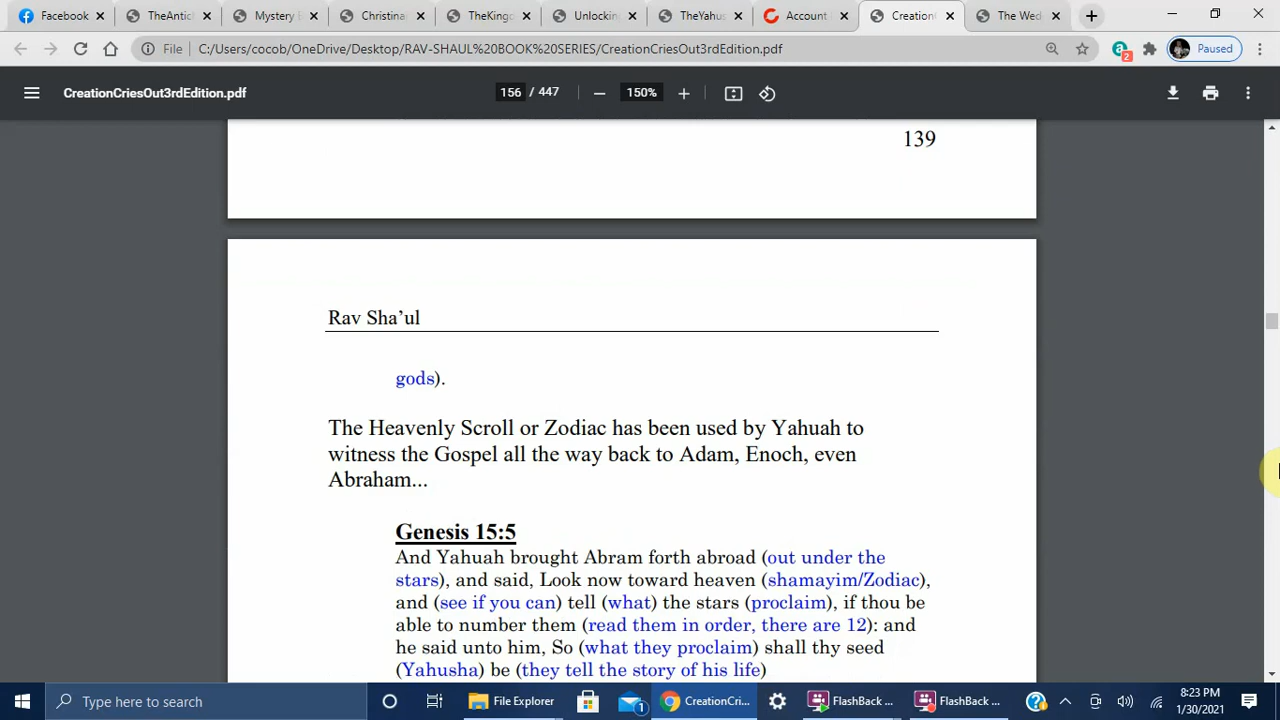 Facebook
TheAntich
Mystery
Christina
TheKing
Unlockin
TheYahus
Account
Creation
The Wed
File
C:/Users/cocob/OneDrive/Desktop/RAV-SHAUL%20BOOK%20SERIES/CreationCriesOut3rdEdition.pdf
2
Paused
CreationCriesOut3rdEdition.pdf
156 / 447
150%
139
Rav Sha’ul
gods).
The Heavenly Scroll or Zodiac has been used by Yahuah to
witness the Gospel all the way back to Adam, Enoch, even
Abraham...
Genesis 15:5
And Yahuah brought Abram forth abroad (out under the
stars), and said, Look now toward heaven (shamayim/Zodiac),
and (see if you can) tell (what) the stars (proclaim), if thou be
able to number them (read them in order, there are 12): and
he said unto him, So (what they proclaim) shall thy seed
(Yahusha) be (they tell the story of his life)
Type here to search
File Explorer
1
CreationCri...
FlashBack ...
FlashBack ...
8:23 PM
1/30/2021